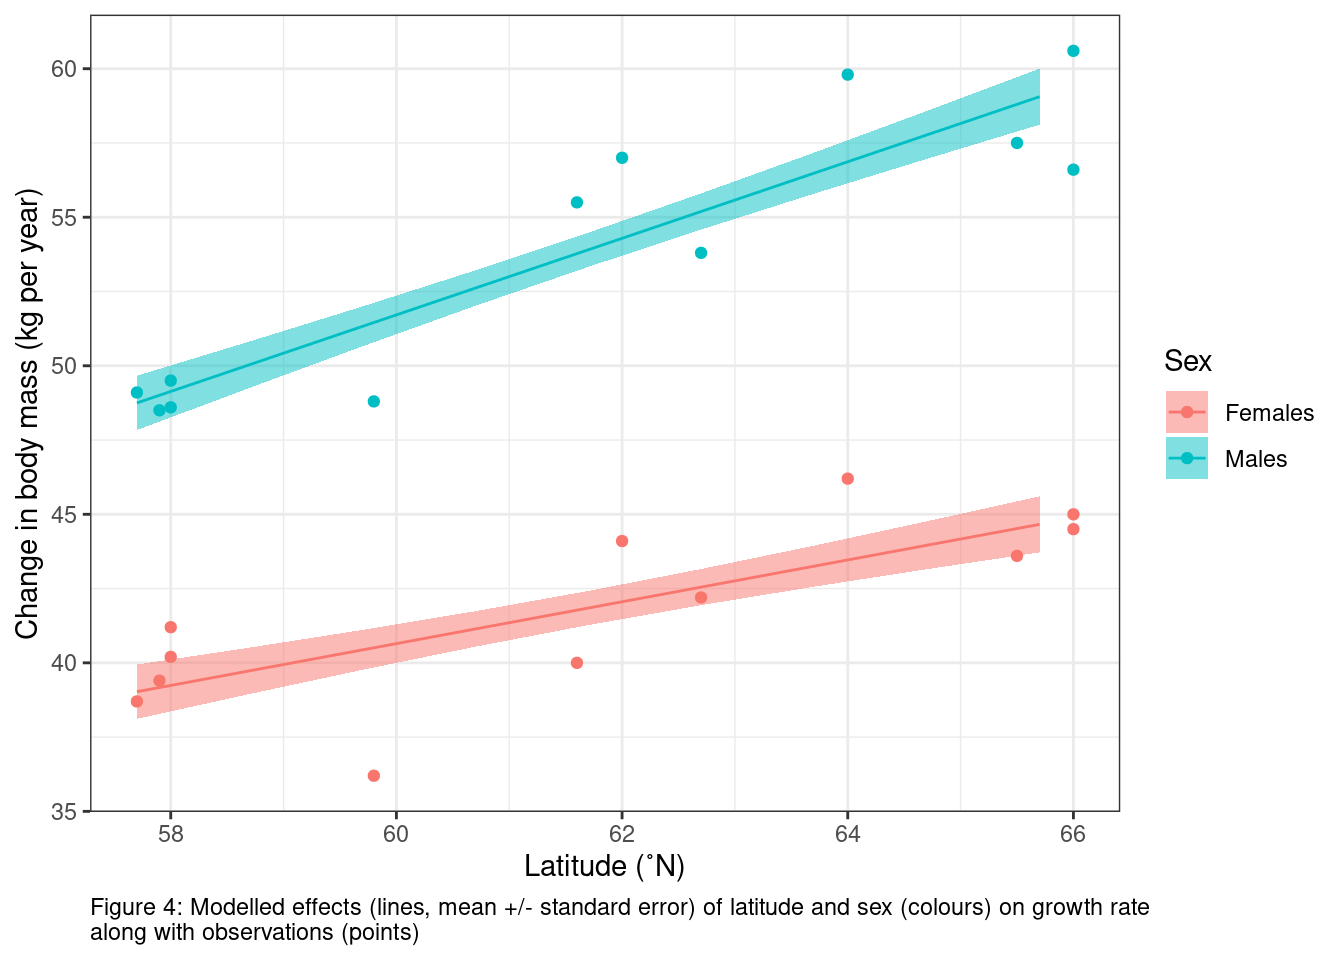 60
55
50
45
40
35
Change in body mass (kg per year)
58 60 62 64 66
Latitude (˚N)
Sex
Females
Males
Figure 4: Modelled effects (lines, mean +/- standard error) of latitude and sex (colours) on growth rate
along with observations (points)